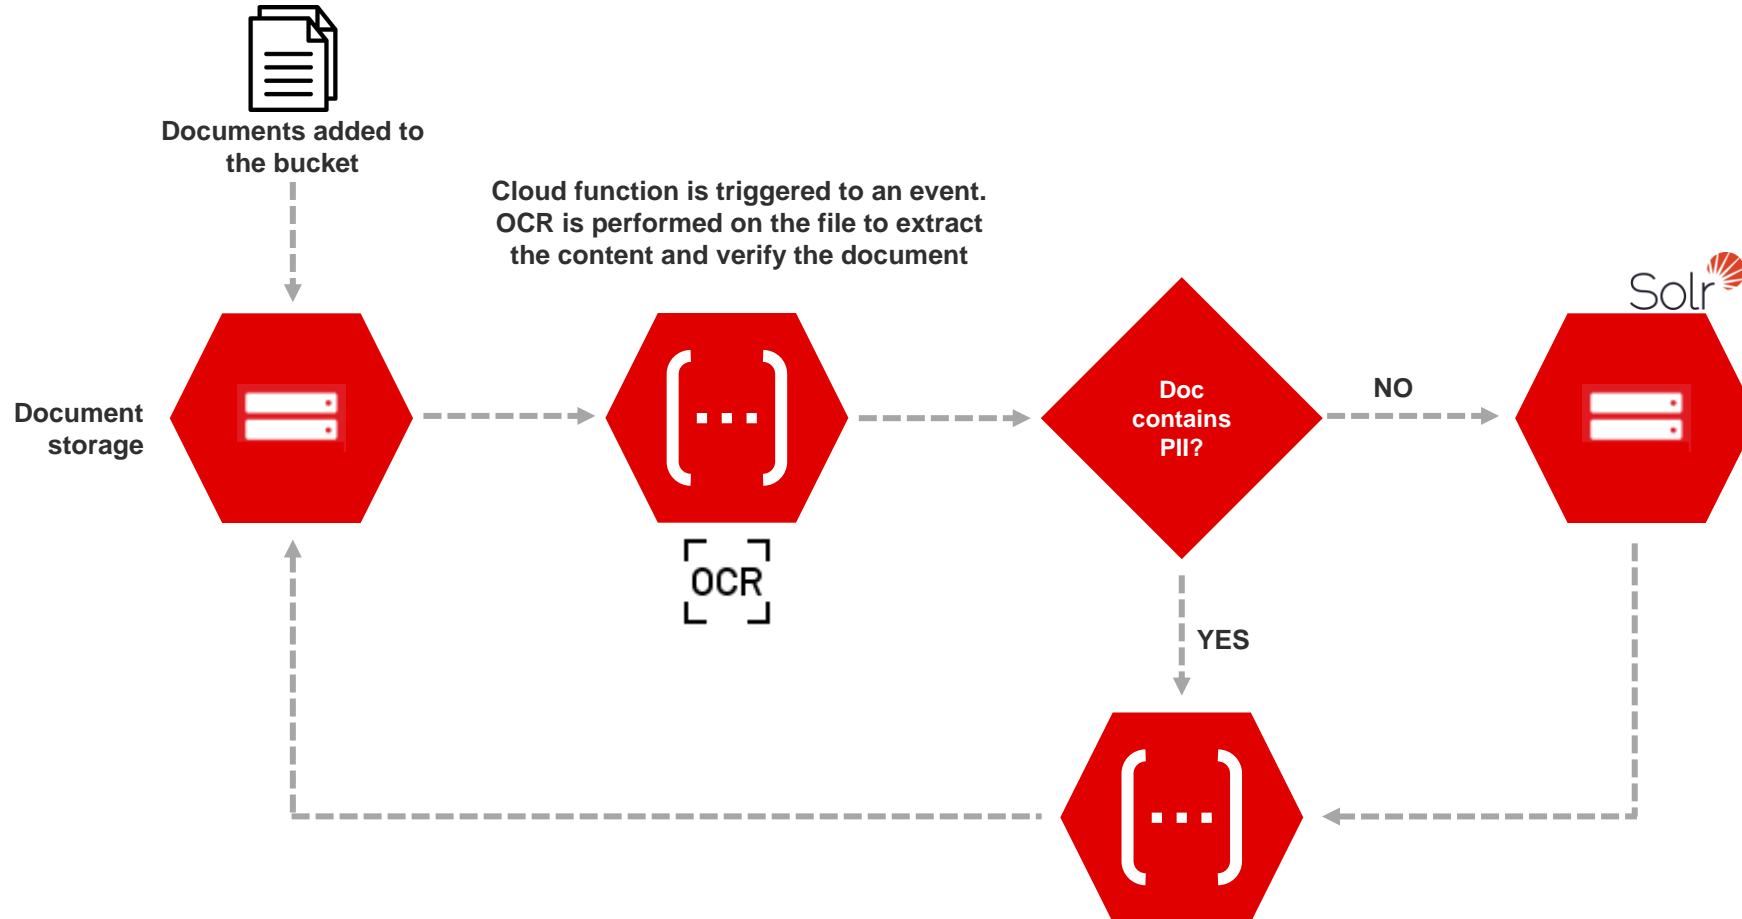 Documents added to
the bucket
Cloud function is triggered to an event.
OCR is performed on the file to extract
the content and verify the document
Solr
Document
storage
Doc
contains
PII?
NO
OCR
YES